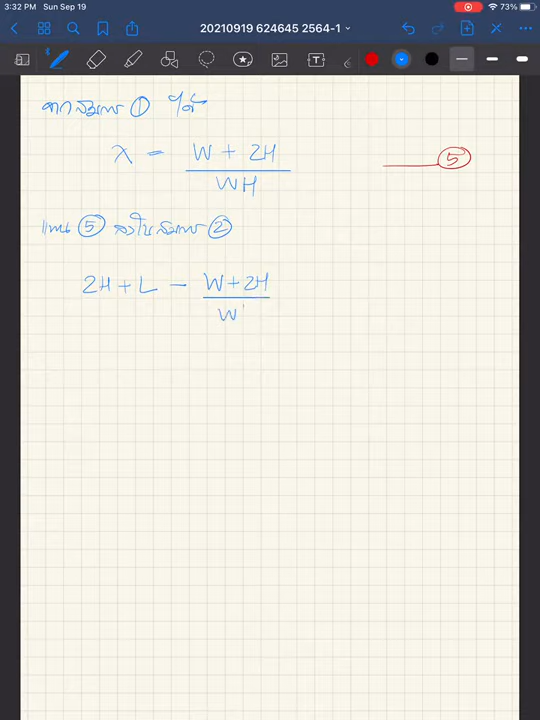 3:32 PM Sun Sep 19 73%
20210919 624645 2564-1
จากสมการ ① ได้
λ = (W + 2H) / WH ⑤
แทน ⑤ ลงในสมการ ②
2H + L - (W + 2H) / W